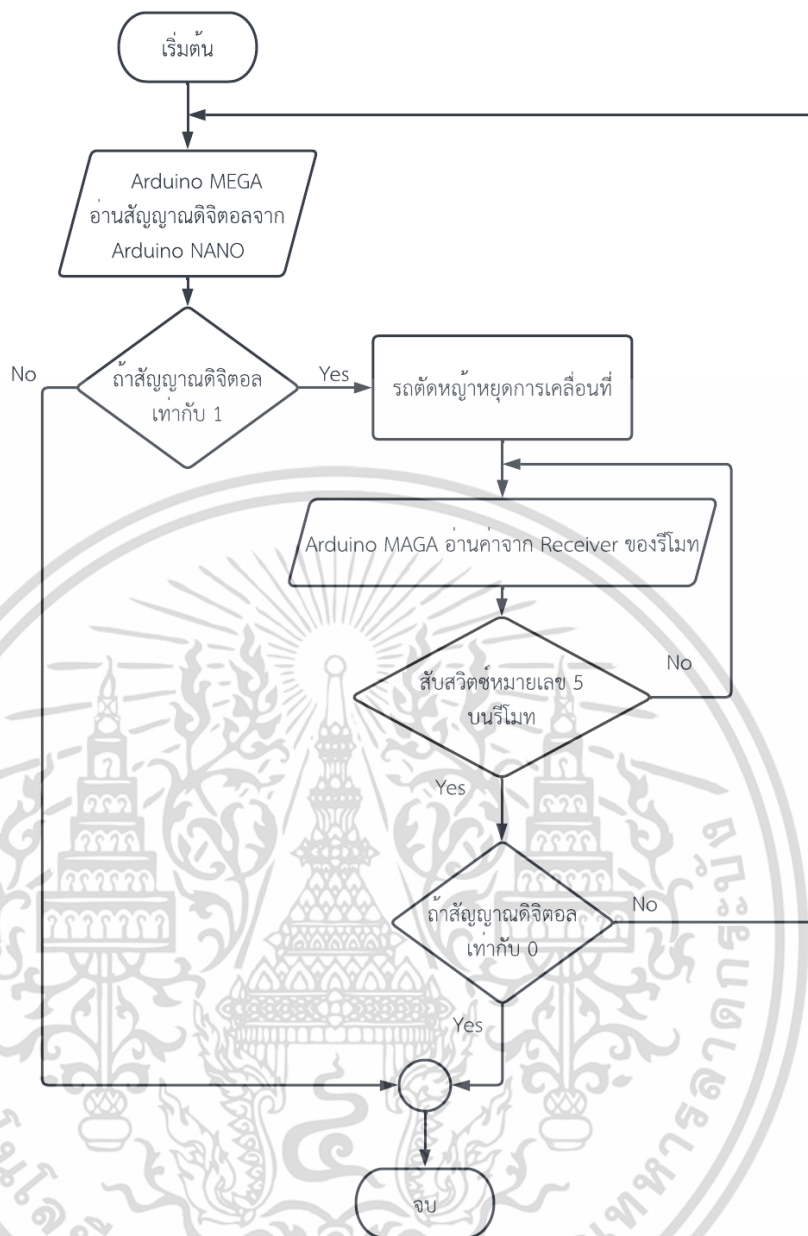 เริ่มต้น
Arduino MEGA
อ่านสัญญาณดิจิตอลจาก
Arduino NANO
No
ถ้าสัญญาณดิจิตอล
เท่ากับ 1
Yes
รถตัดหญ้าหยุดการเคลื่อนที่
Arduino MAGA อ่านค่าจาก Receiver ของรีโมท
สับสวิตซ์หมายเลข 5
บนรีโมท
No
Yes
ถ้าสัญญาณดิจิตอล
เท่ากับ 0
No
Yes
จบ